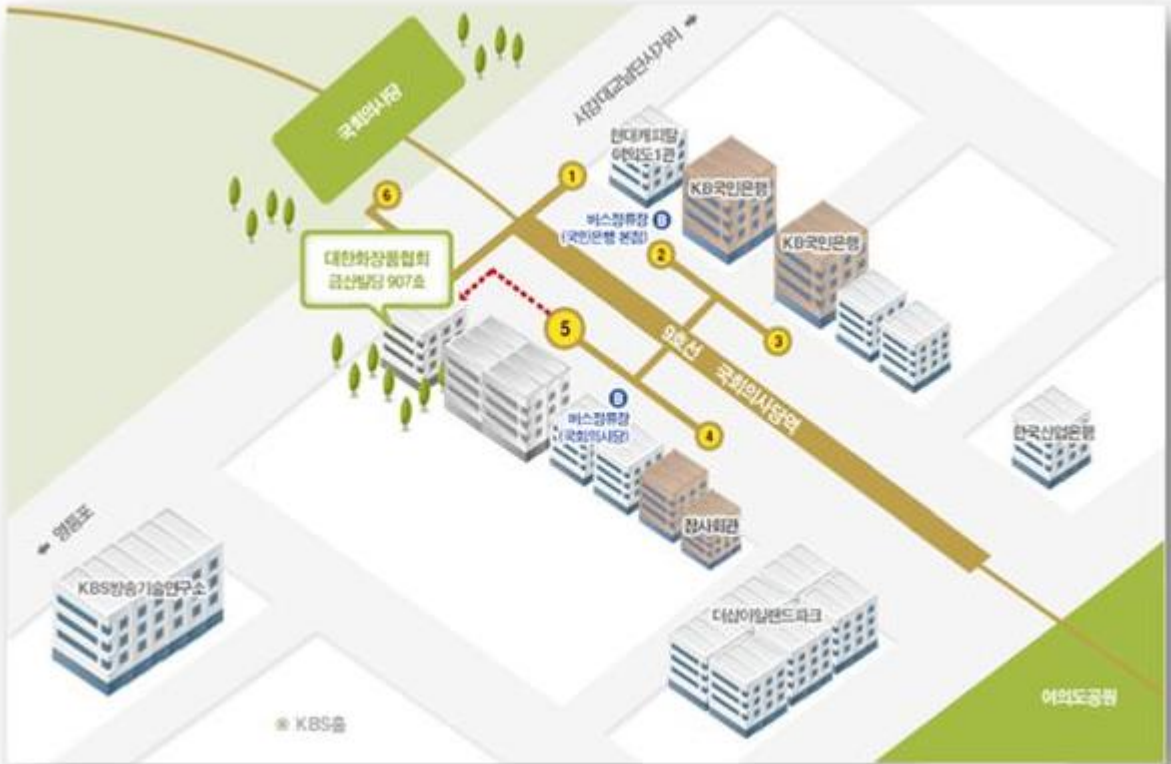 국회의사당
서강대교남단사거리
현대캐피탈
여의도1관
KB국민은행
KB국민은행
버스정류장 B
(국민은행 본점)
6
1
2
3
대한화장품협회
금산빌딩 907호
5
9호선 국회의사당역
B
버스정류장
(국회의사당)
4
한국산업은행
잠사회관
영등포
KBS방송기술연구소
더샵아일랜드파크
여의도공원
KBS홀